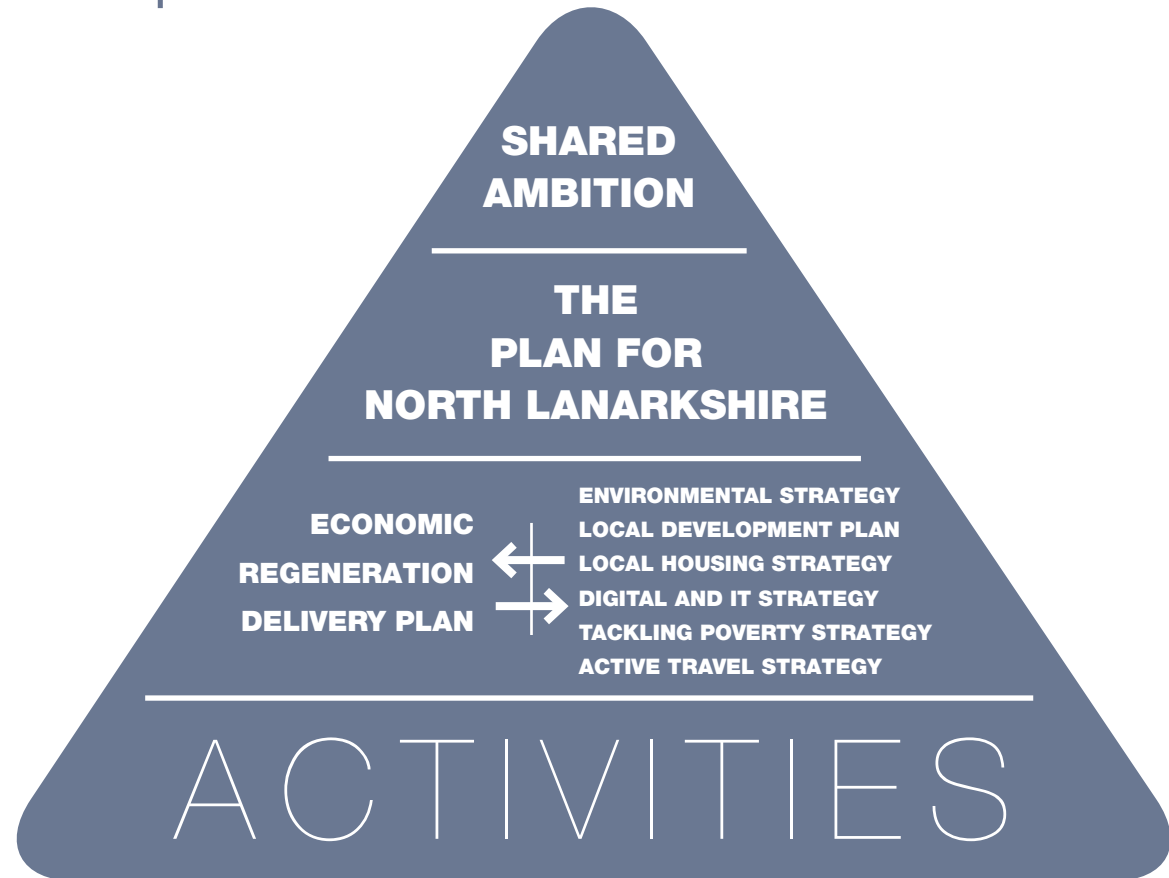 SHARED
AMBITION
THE
PLAN FOR
NORTH LANARKSHIRE
ECONOMIC
REGENERATION
DELIVERY PLAN
ENVIRONMENTAL STRATEGY
LOCAL DEVELOPMENT PLAN
LOCAL HOUSING STRATEGY
DIGITAL AND IT STRATEGY
TACKLING POVERTY STRATEGY
ACTIVE TRAVEL STRATEGY
ACTIVITIES